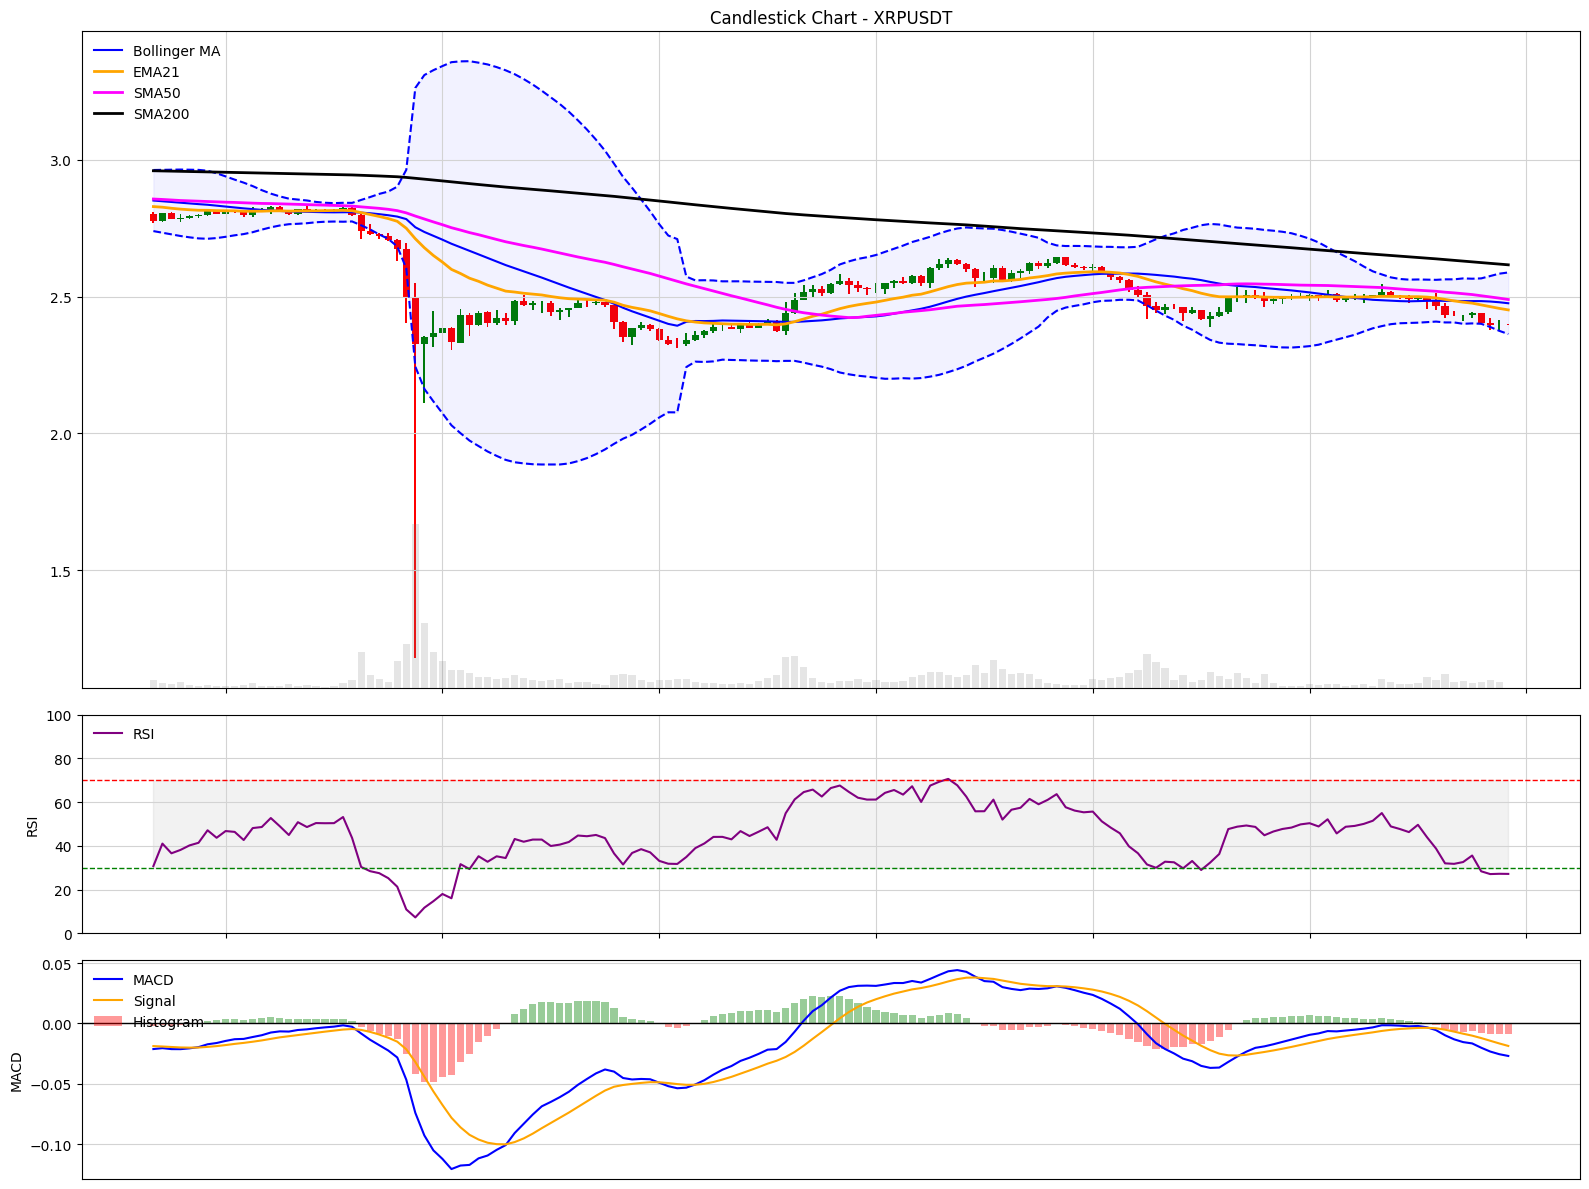 Candlestick Chart - XRPUSDT
Bollinger MA
EMA21
SMA50
SMA200
3.0
2.5
2.0
1.5
100
80
60
40
20
0
RSI
RSI
0.05
0.00
−0.05
−0.10
MACD
MACD
Signal
Histogram